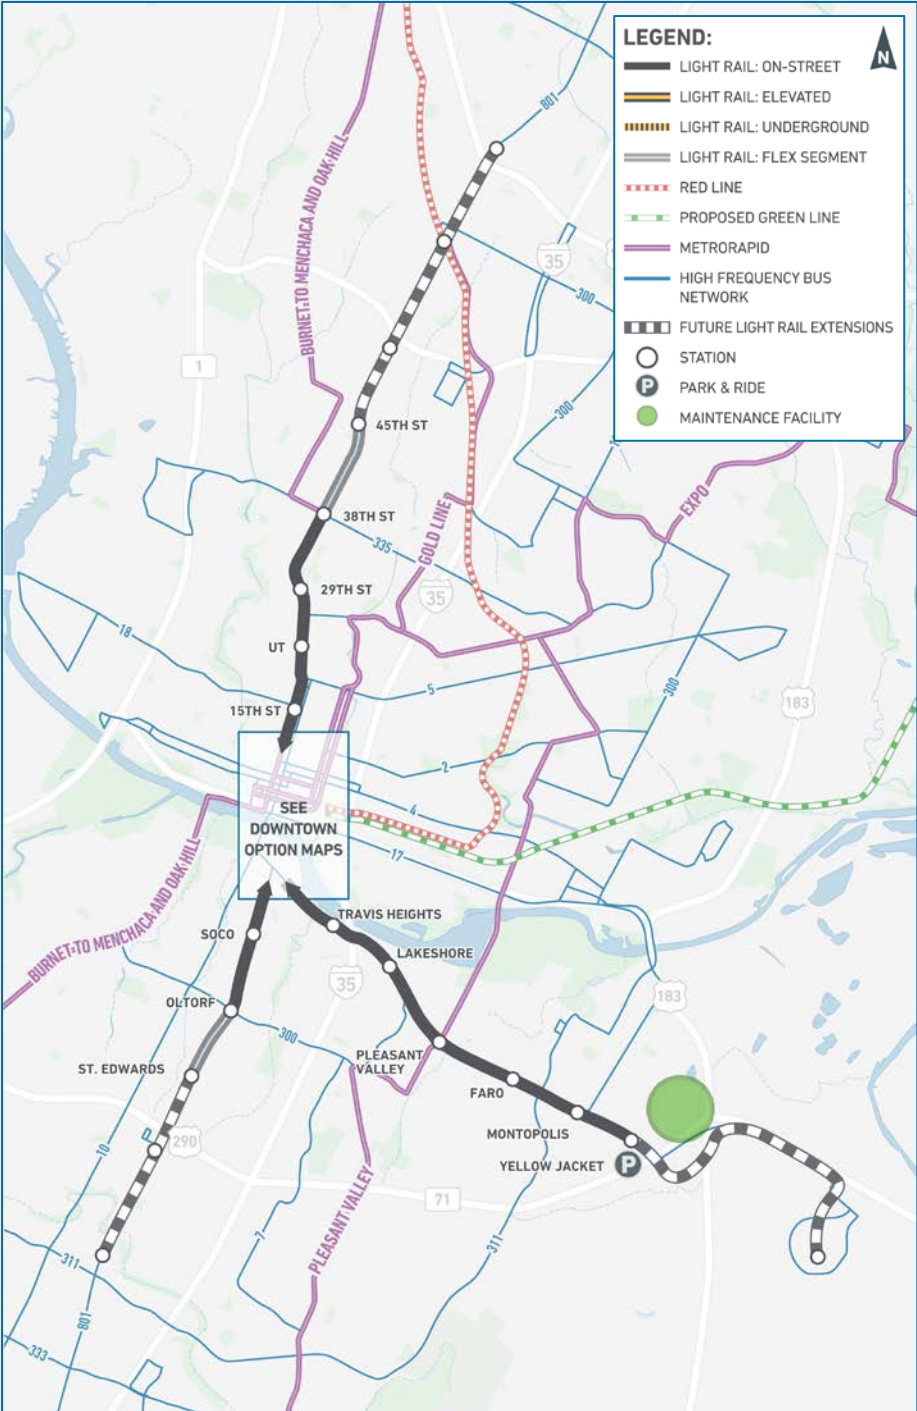 LEGEND:
N
LIGHT RAIL: ON-STREET
LIGHT RAIL: ELEVATED
LIGHT RAIL: UNDERGROUND
LIGHT RAIL: FLEX SEGMENT
RED LINE
PROPOSED GREEN LINE
METRORAPID
HIGH FREQUENCY BUS
NETWORK
FUTURE LIGHT RAIL EXTENSIONS
STATION
P
PARK & RIDE
MAINTENANCE FACILITY
801
BURNET TO MENCHACA AND OAK HILL
35
300
1
300
45TH ST
EXPO
38TH ST
GOLD LINE
335
29TH ST
35
18
UT
5
300
15TH ST
183
2
SEE
DOWNTOWN
OPTION MAPS
4
17
BURNET TO MENCHACA AND OAK HILL
TRAVIS HEIGHTS
SOCO
LAKESHORE
35
183
OLTORF
300
PLEASANT
VALLEY
ST. EDWARDS
FARO
MONTOPOLIS
290
10
YELLOW JACKET
P
71
PLEASANT VALLEY
7
311
311
801
333